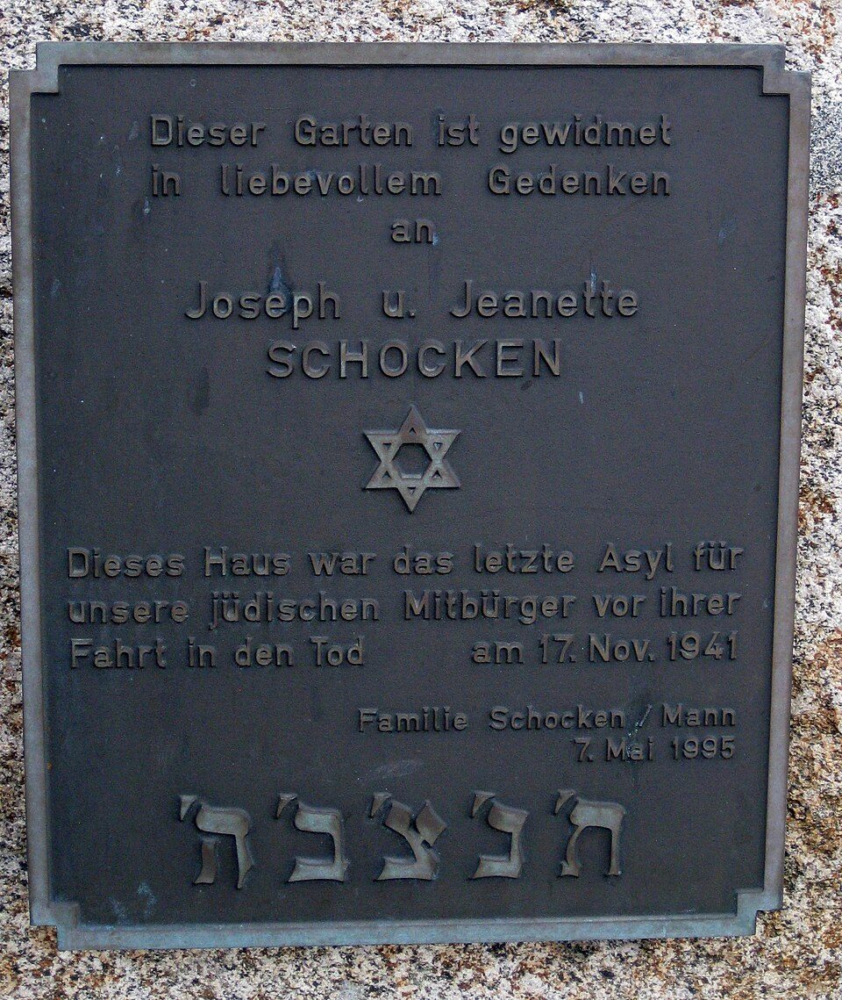 Dieser Garten ist gewidmet
in liebevollem Gedenken
an
Joseph u. Jeanette
SCHOCKEN
Dieses Haus war das letzte Asyl für
unsere jüdischen Mitbürger vor ihrer
Fahrt in den Tod am 17. Nov. 1941
Familie Schocken / Mann
7. Mai 1995
ת' נ' צ' ב' ה'